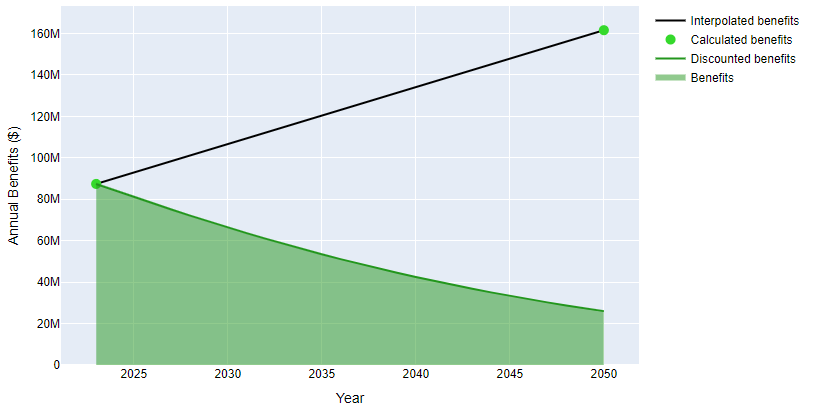 160M
140M
120M
100M
80M
60M
40M
20M
0
Annual Benefits ($)
2025 2030 2035 2040 2045 2050
Year
Interpolated benefits
Calculated benefits
Discounted benefits
Benefits